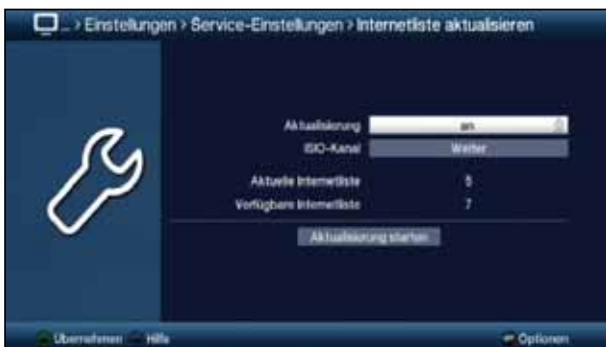 ... > Einstellungen > Service-Einstellungen > Internetliste aktualisieren
Aktualisierung an
ISIO-Kanal Weiter
Aktuelle Internetliste 5
Verfügbare Internetliste 7
Aktualisierung starten
Übernehmen Hilfe Optionen